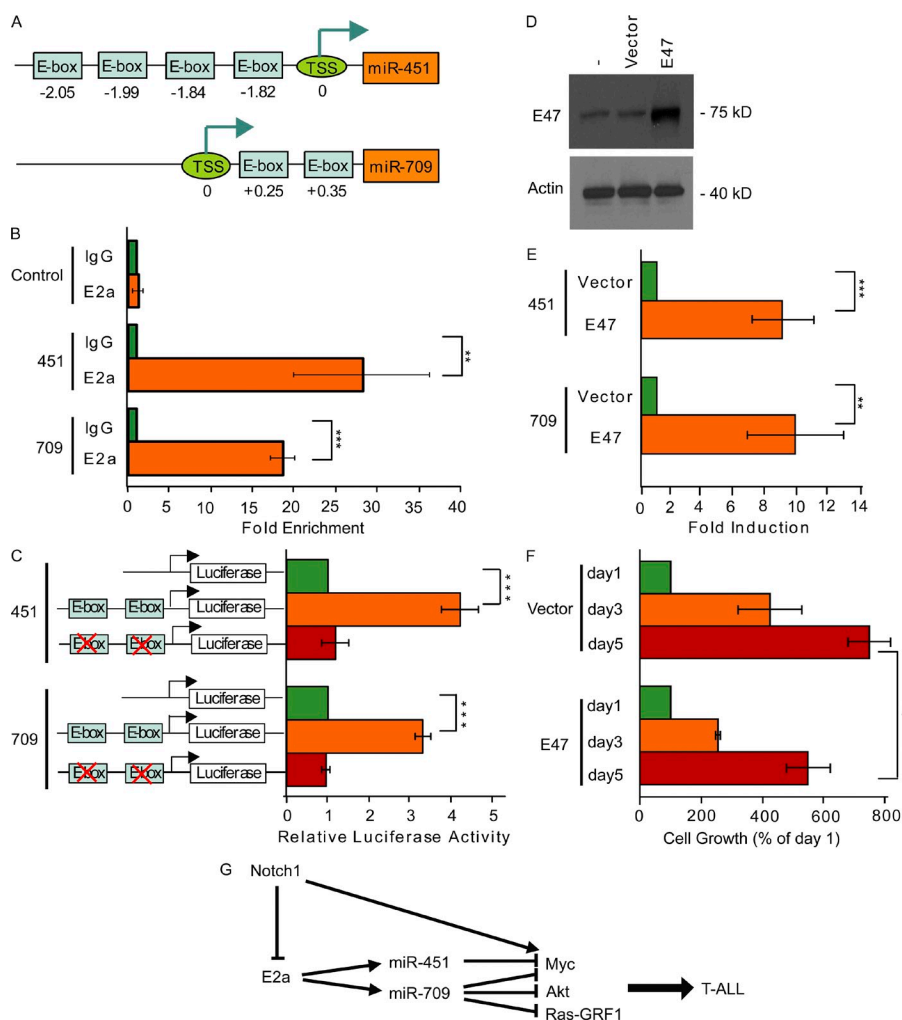 A
E-box E-box E-box E-box TSS miR-451
-2.05 -1.99 -1.84 -1.82 0
TSS E-box E-box miR-709
0 +0.25 +0.35
B
Control
IgG
E2a
451
IgG
E2a
**
709
IgG
E2a
***
0 5 10 15 20 25 30 35 40
Fold Enrichment
C
451
Luciferase
E-box E-box Luciferase
E-box E-box Luciferase
***
709
Luciferase
E-box E-box Luciferase
E-box E-box Luciferase
***
0 1 2 3 4 5
Relative Luciferase Activity
D
- Vector E47
E47 - 75 kD
Actin - 40 kD
E
451
Vector
E47
***
709
Vector
E47
**
0 2 4 6 8 10 12 14
Fold Induction
F
Vector
day1
day3
day5
E47
day1
day3
day5
0 200 400 600 800
Cell Growth (% of day 1)
G Notch1
E2a
miR-451
miR-709
Myc
Akt
Ras-GRF1
T-ALL